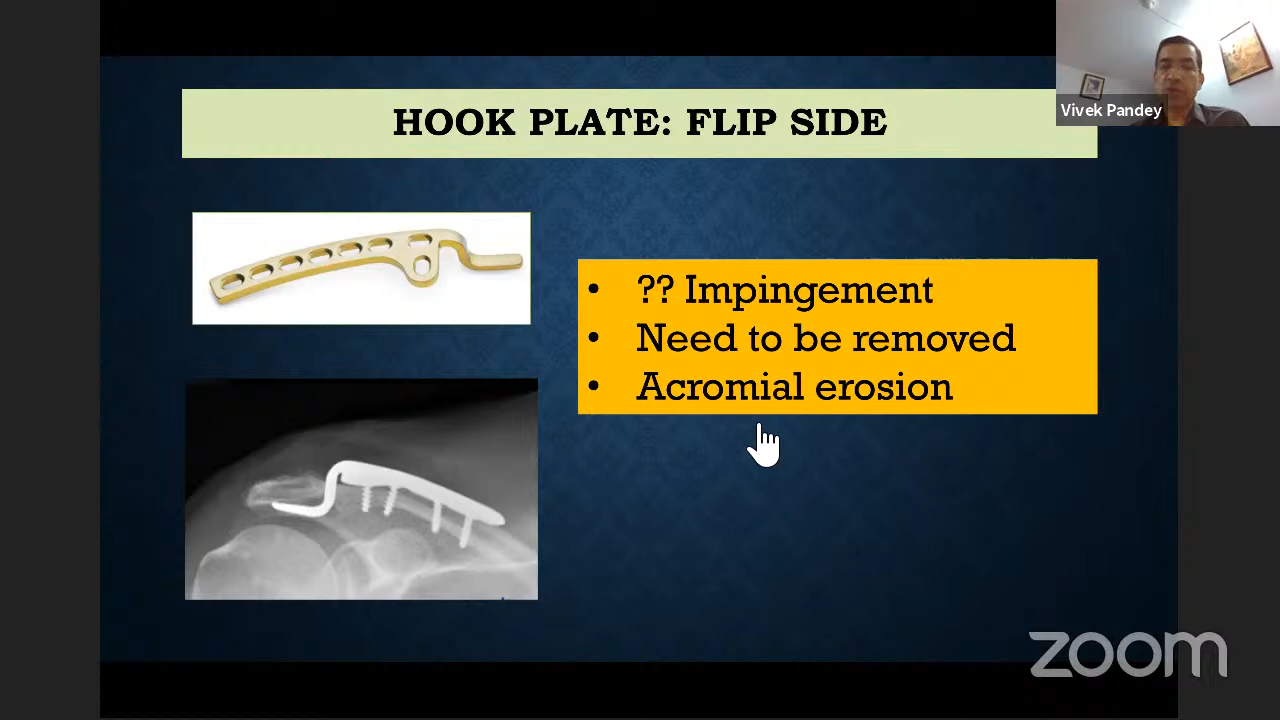 HOOK PLATE: FLIP SIDE
Vivek Pandey
• ?? Impingement
• Need to be removed
• Acromial erosion
zoom